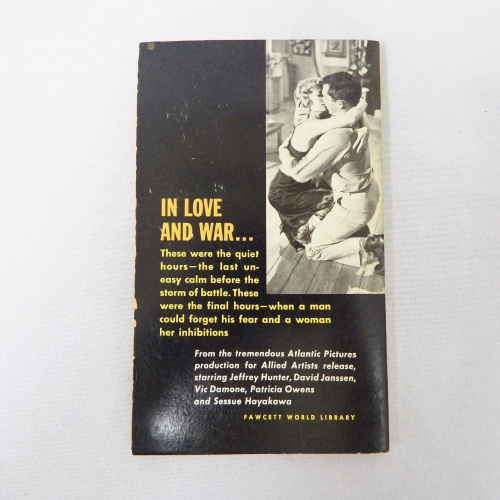 IN LOVE
AND WAR...
These were the quiet
hours—the last un-
easy calm before the
storm of battle. These
were the final hours—when a man
could forget his fear and a woman
her inhibitions
From the tremendous Atlantic Pictures
production for Allied Artists release,
starring Jeffrey Hunter, David Janssen,
Vic Damone, Patricia Owens
and Sessue Hayakawa
FAWCETT WORLD LIBRARY